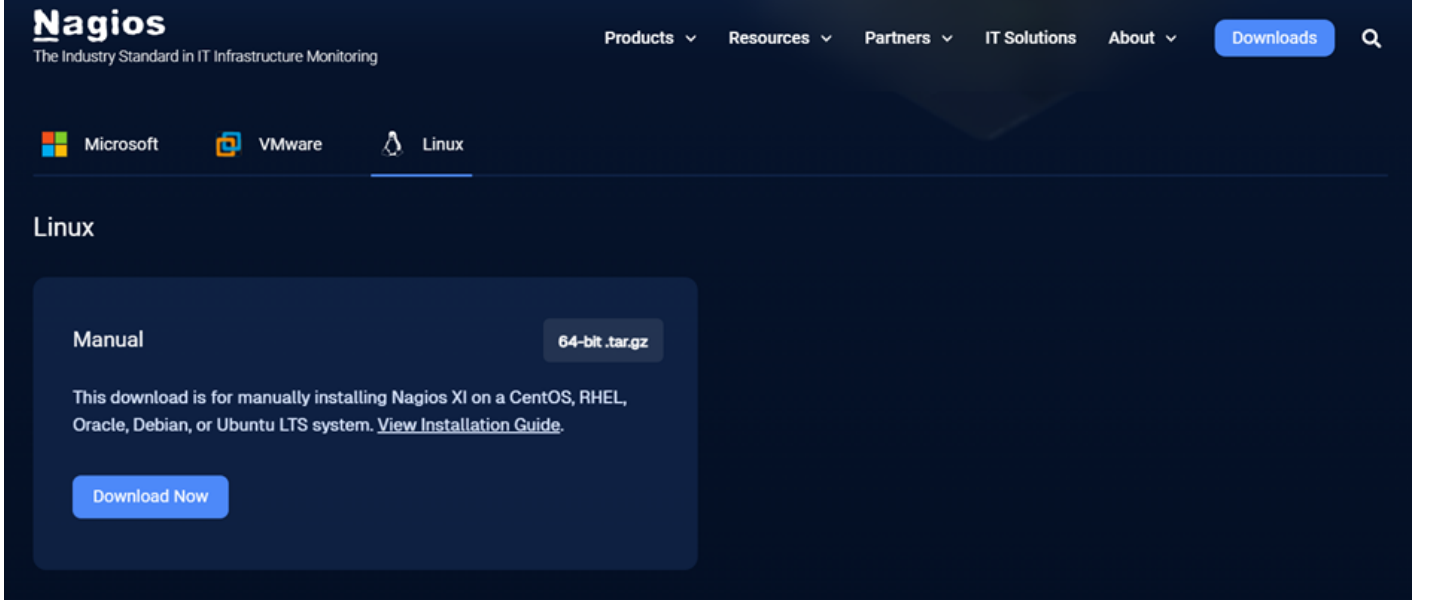 Nagios
The Industry Standard in IT Infrastructure Monitoring
Products Resources Partners IT Solutions About Downloads
Microsoft VMware Linux
Linux
Manual 64-bit .tar.gz
This download is for manually installing Nagios XI on a CentOS, RHEL,
Oracle, Debian, or Ubuntu LTS system. View Installation Guide.
Download Now